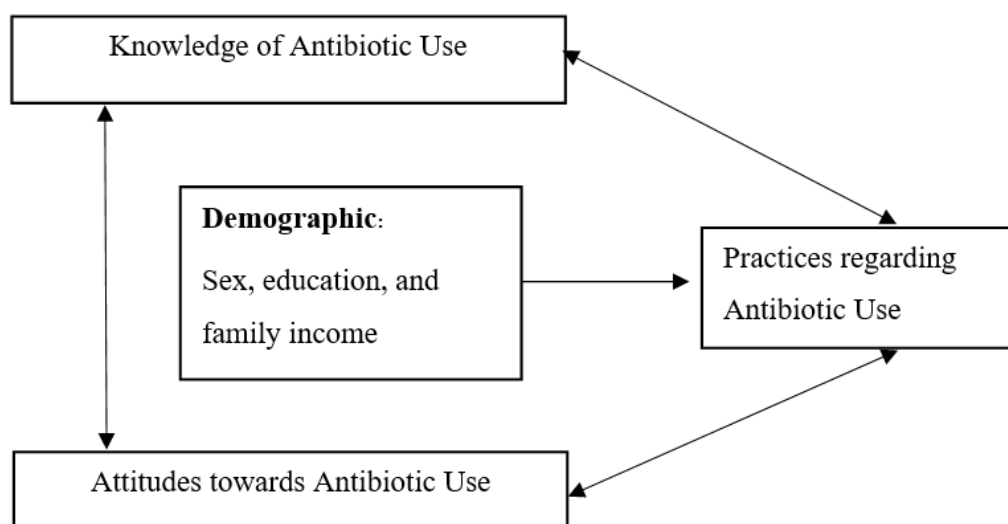 Knowledge of Antibiotic Use
Demographic:
Sex, education, and
family income
Practices regarding
Antibiotic Use
Attitudes towards Antibiotic Use